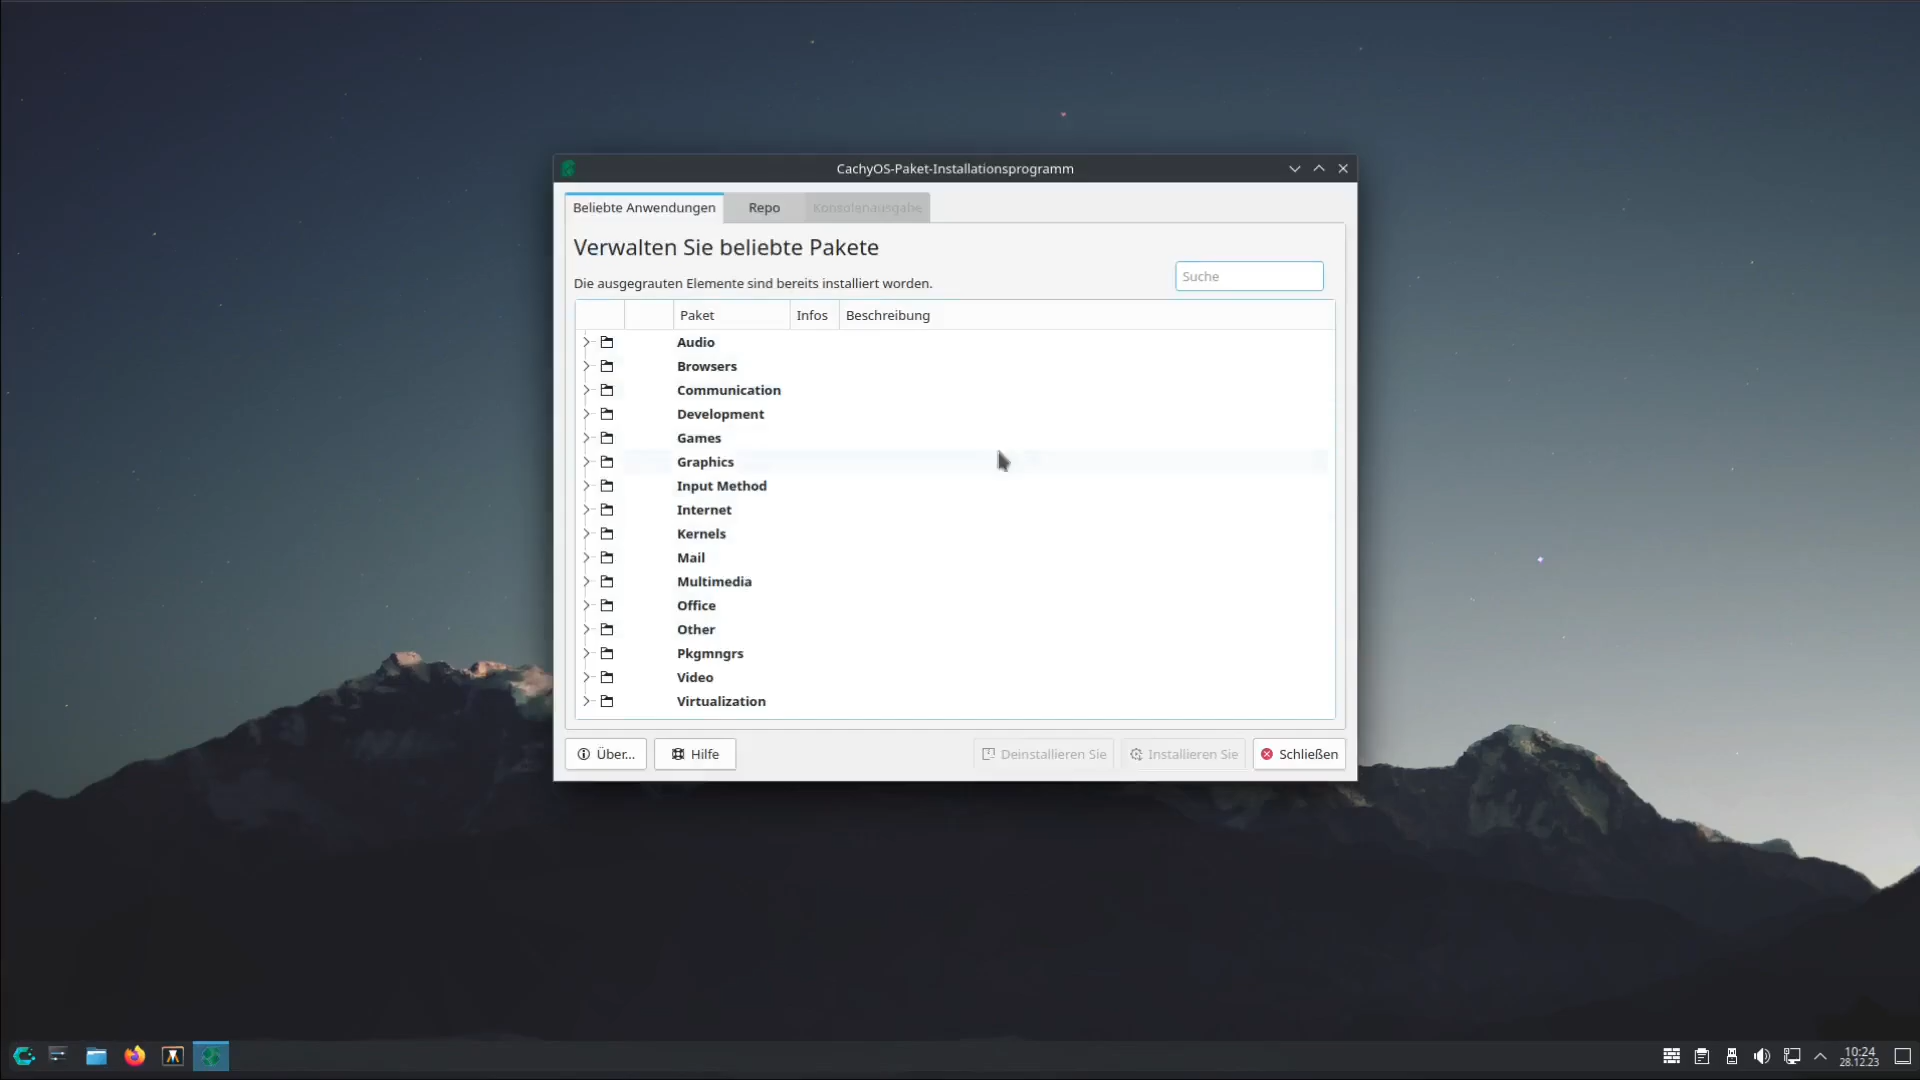 CachyOS-Paket-Installationsprogramm
Beliebte Anwendungen Repo Konsolenausgabe
Verwalten Sie beliebte Pakete
Suche
Die ausgegrauten Elemente sind bereits installiert worden.
Paket Infos Beschreibung
Audio
Browsers
Communication
Development
Games
Graphics
Input Method
Internet
Kernels
Mail
Multimedia
Office
Other
Pkgmngrs
Video
Virtualization
Über... Hilfe Deinstallieren Sie Installieren Sie Schließen
10:24
28.12.23